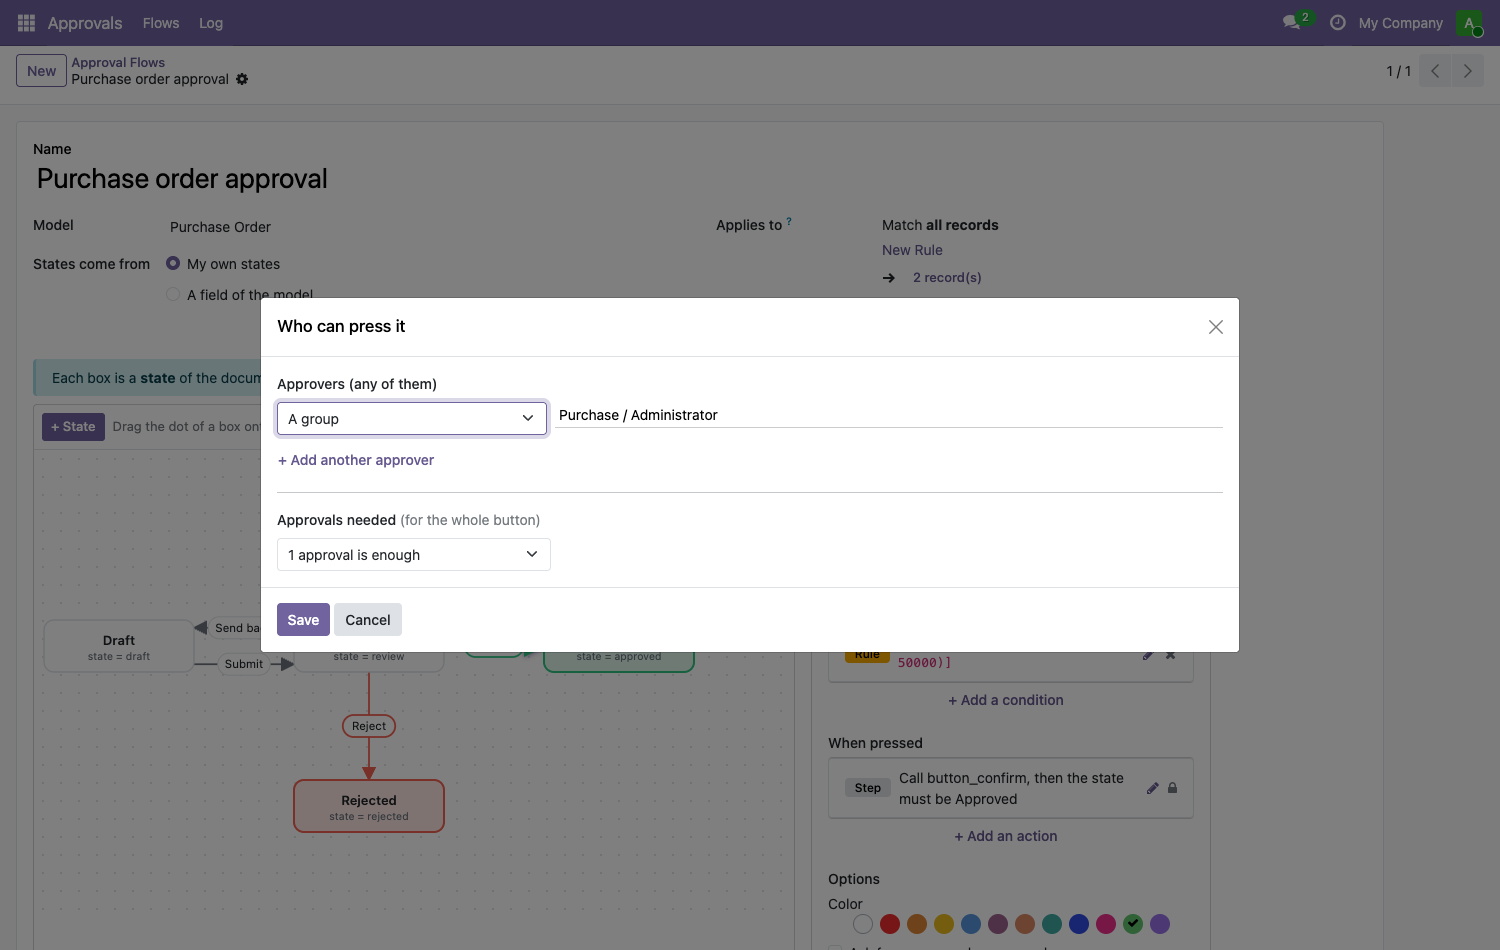 Approvals Flows Log 2 My Company A
New Approval Flows
Purchase order approval 1 / 1
Name
Purchase order approval
Model Purchase Order Applies to ? Match all records
New Rule
States come from My own states
2 record(s)
A field of the model
Who can press it
Each box is a state of the docum
Approvers (any of them)
A group Purchase / Administrator
+ State Drag the dot of a box ont
+ Add another approver
Approvals needed (for the whole button)
1 approval is enough
Save Cancel
Send ba
Draft
state = draft
Submit
state = review
state = approved
Rule
50000)]
+ Add a condition
Reject
When pressed
Step Call button_confirm, then the state
must be Approved
Rejected
state = rejected
+ Add an action
Options
Color